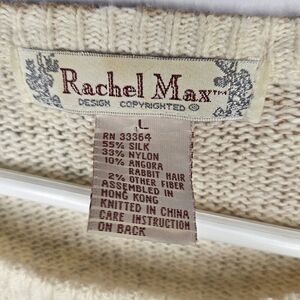 Rachel Max™
DESIGN COPYRIGHTED ©
L
RN 33364
55% SILK
33% NYLON
10% ANGORA
RABBIT HAIR
2% OTHER FIBER
ASSEMBLED IN
HONG KONG
KNITTED IN CHINA
CARE INSTRUCTION
ON BACK